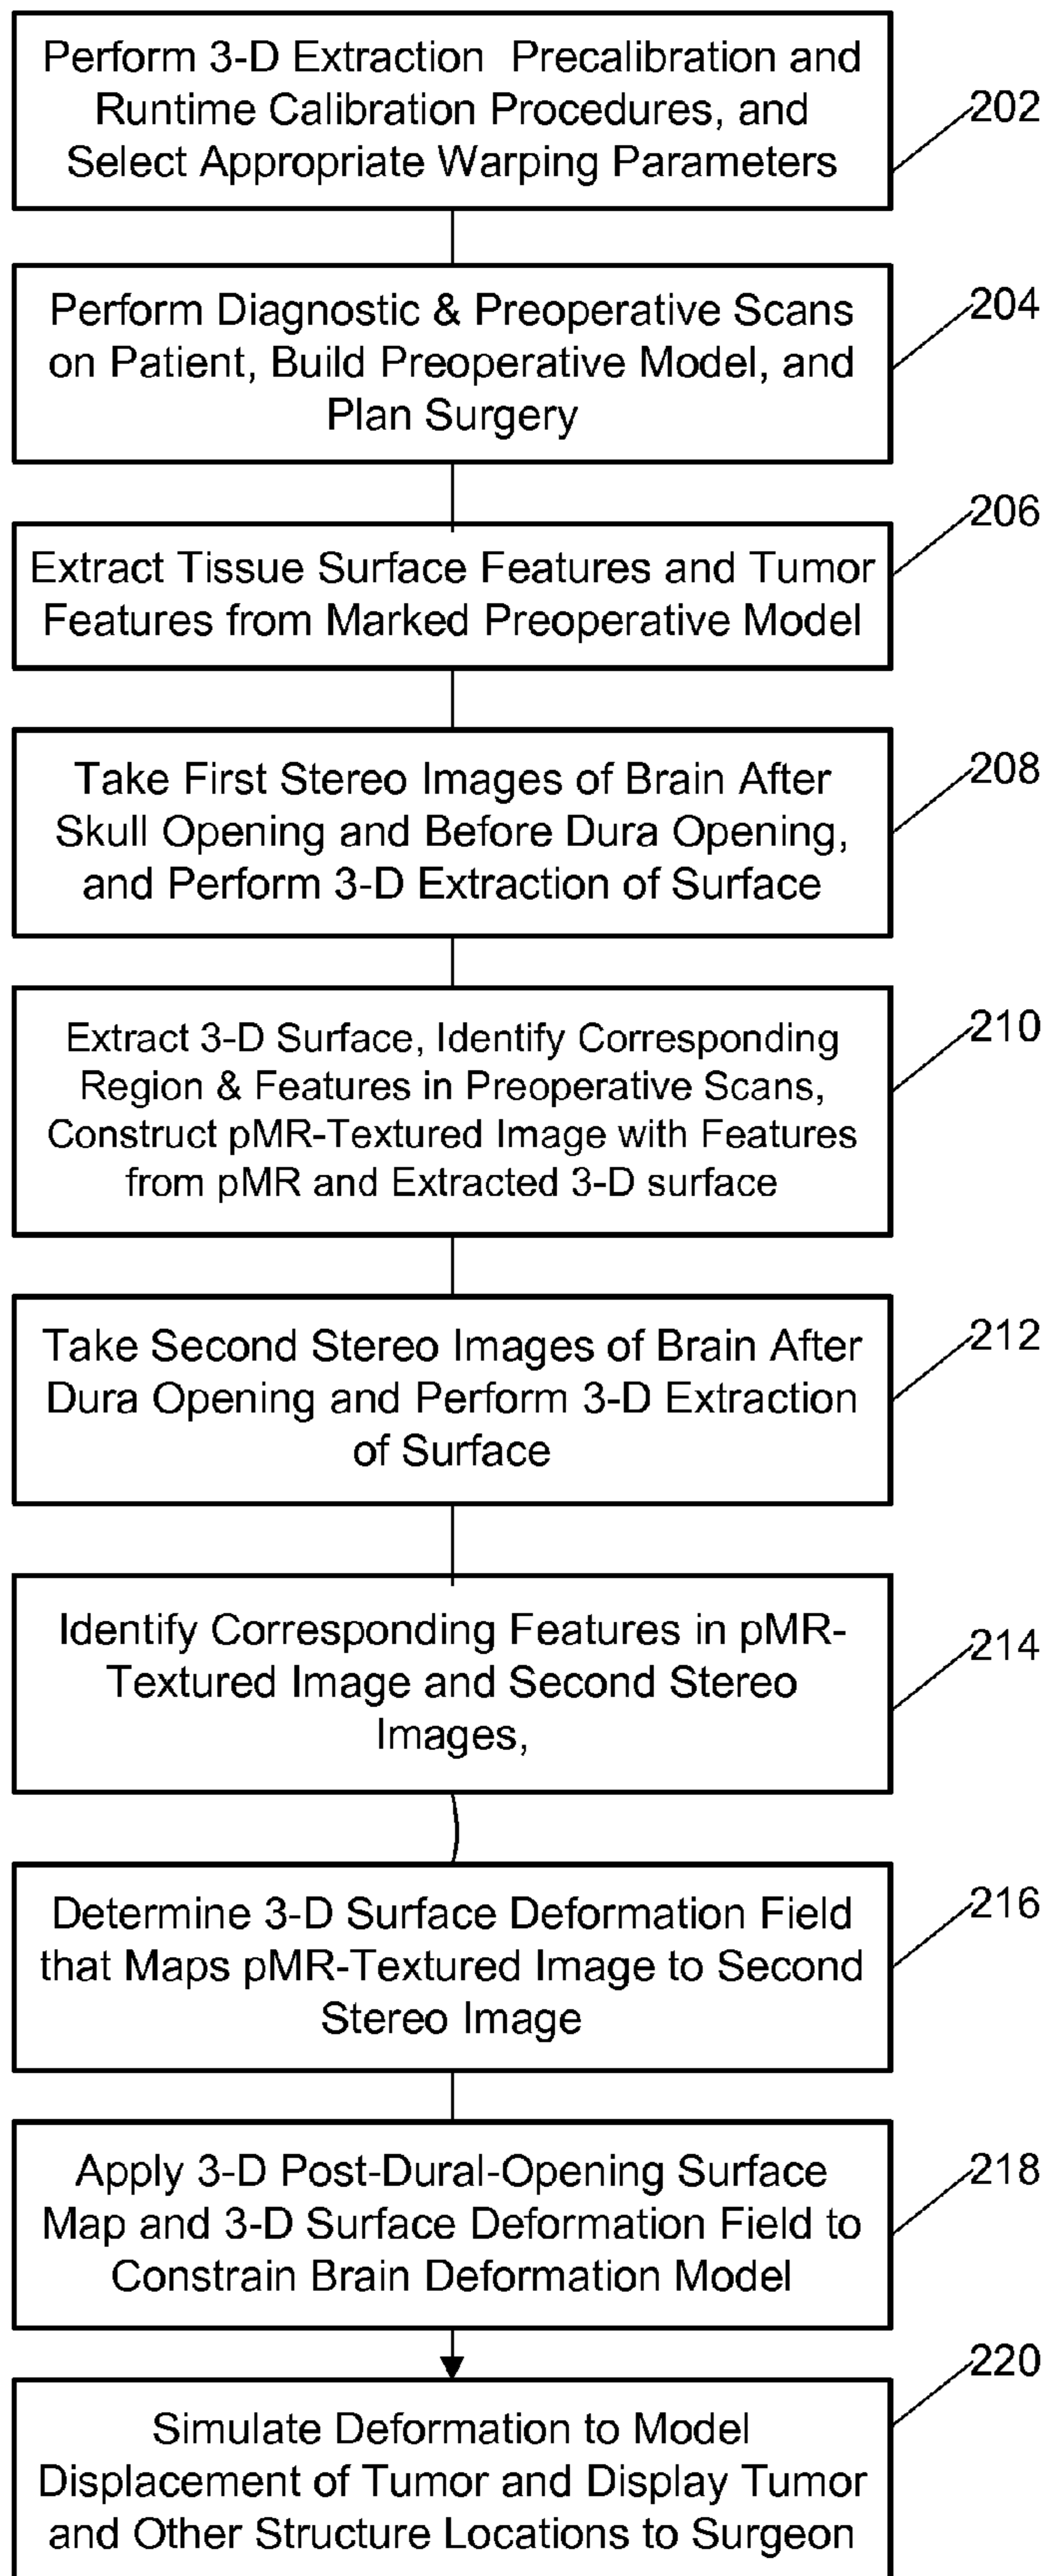 Perform 3-D Extraction Precalibration and
Runtime Calibration Procedures, and
Select Appropriate Warping Parameters
202
Perform Diagnostic & Preoperative Scans
on Patient, Build Preoperative Model, and
Plan Surgery
204
Extract Tissue Surface Features and Tumor
Features from Marked Preoperative Model
206
Take First Stereo Images of Brain After
Skull Opening and Before Dura Opening,
and Perform 3-D Extraction of Surface
208
Extract 3-D Surface, Identify Corresponding
Region & Features in Preoperative Scans,
Construct pMR-Textured Image with Features
from pMR and Extracted 3-D surface
210
Take Second Stereo Images of Brain After
Dura Opening and Perform 3-D Extraction
of Surface
212
Identify Corresponding Features in pMR-
Textured Image and Second Stereo
Images,
214
Determine 3-D Surface Deformation Field
that Maps pMR-Textured Image to Second
Stereo Image
216
Apply 3-D Post-Dural-Opening Surface
Map and 3-D Surface Deformation Field to
Constrain Brain Deformation Model
218
Simulate Deformation to Model
Displacement of Tumor and Display Tumor
and Other Structure Locations to Surgeon
220